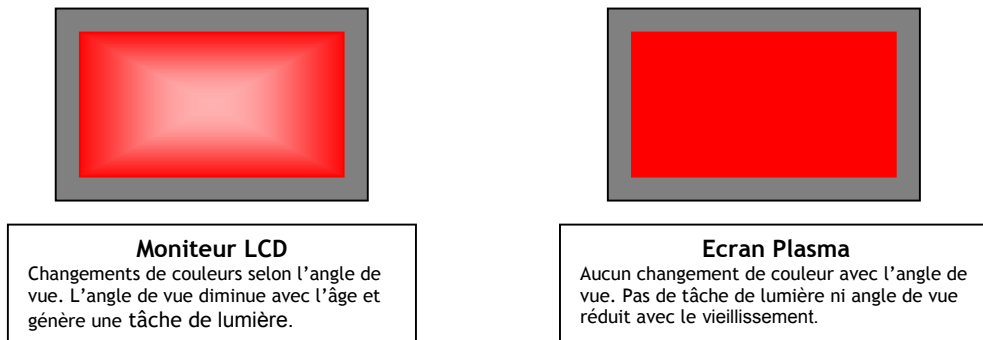 Moniteur LCD
Changements de couleurs selon l'angle de
vue. L'angle de vue diminue avec l'âge et
génère une tâche de lumière.
Ecran Plasma
Aucun changement de couleur avec l'angle de
vue. Pas de tâche de lumière ni angle de vue
réduit avec le vieillissement.